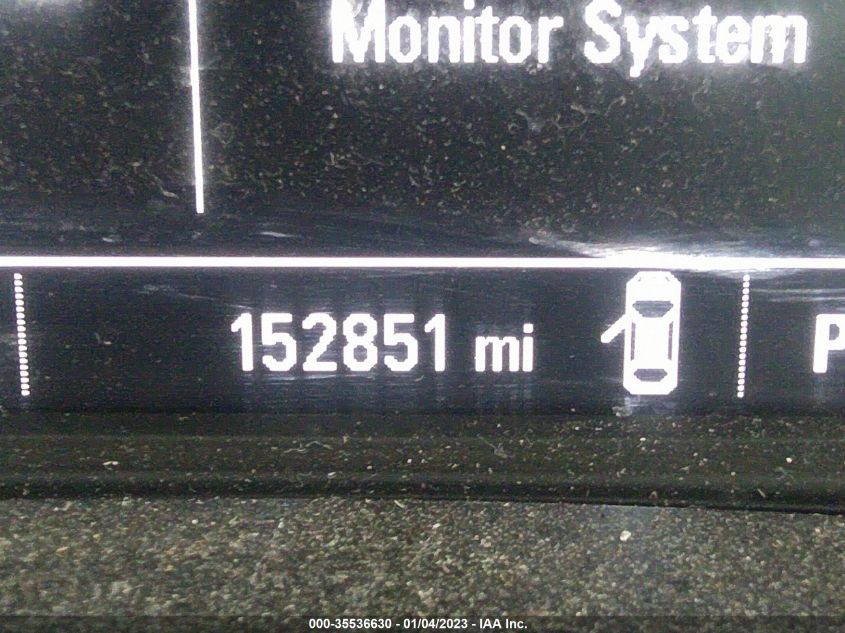 Monitor System
152851 mi
P
000-35536630 - 01/04/2023 - IAA Inc.